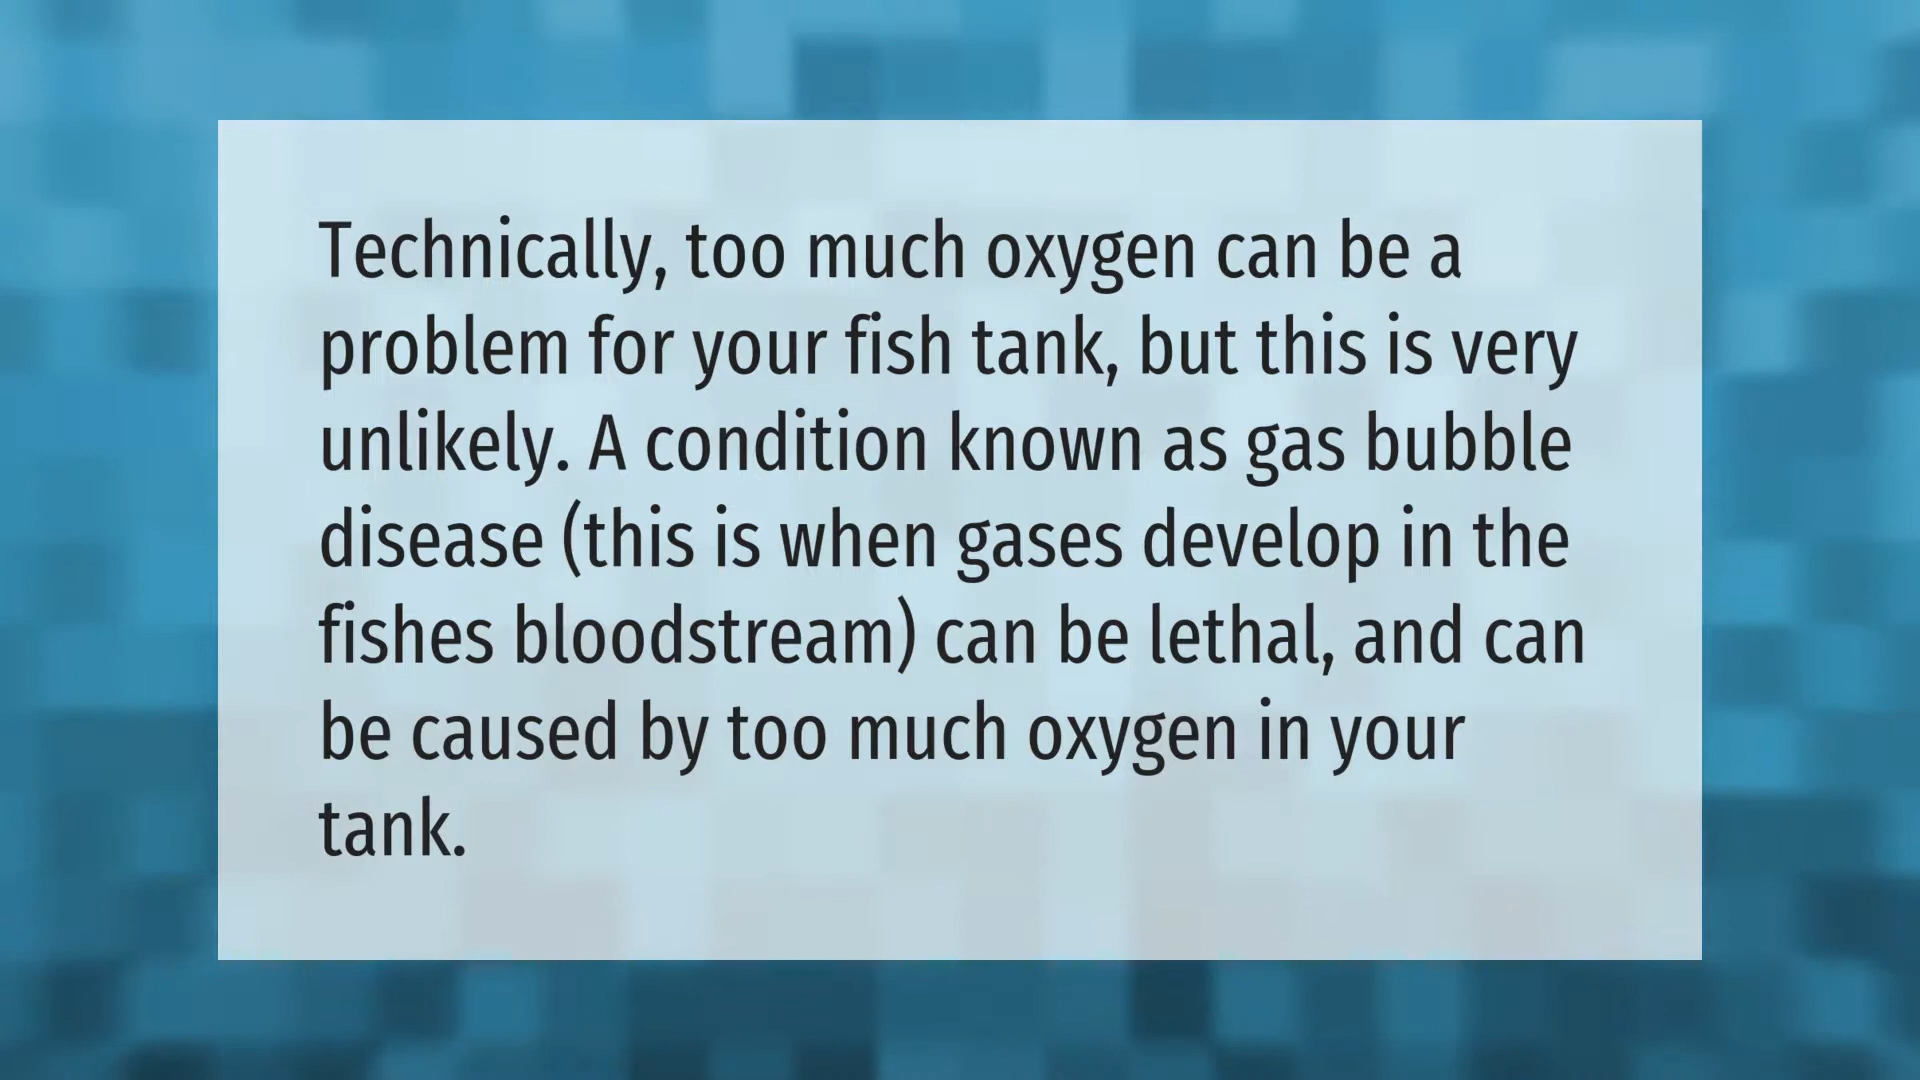 Technically, too much oxygen can be a
problem for your fish tank, but this is very
unlikely. A condition known as gas bubble
disease (this is when gases develop in the
fishes bloodstream) can be lethal, and can
be caused by too much oxygen in your
tank.